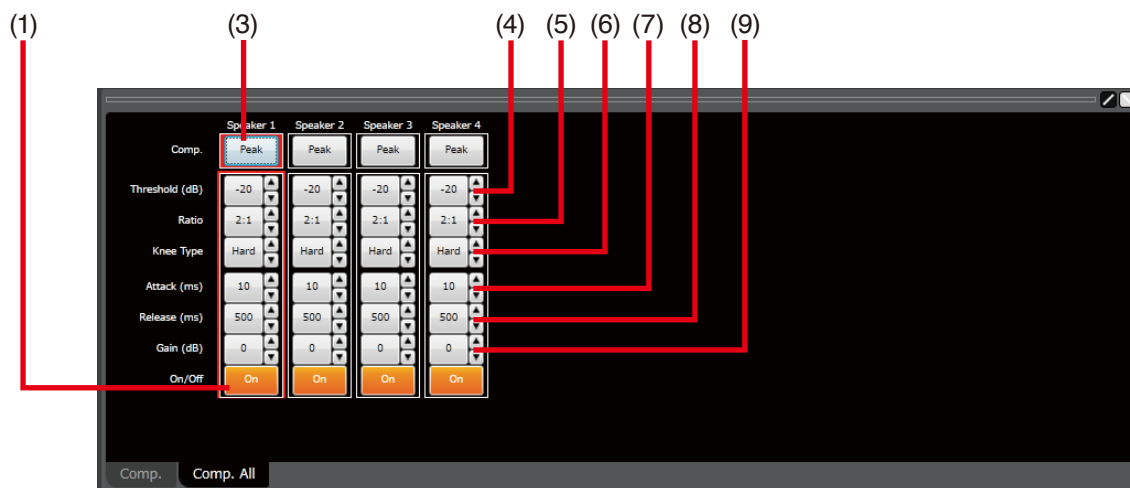 (1) (3) (4) (5) (6) (7) (8) (9)
Speaker 1 Speaker 2 Speaker 3 Speaker 4
Comp. Peak Peak Peak Peak
Threshold (dB) -20 -20 -20 -20
Ratio 2:1 2:1 2:1 2:1
Knee Type Hard Hard Hard Hard
Attack (ms) 10 10 10 10
Release (ms) 500 500 500 500
Gain (dB) 0 0 0 0
On/Off On On On On
Comp. Comp. All